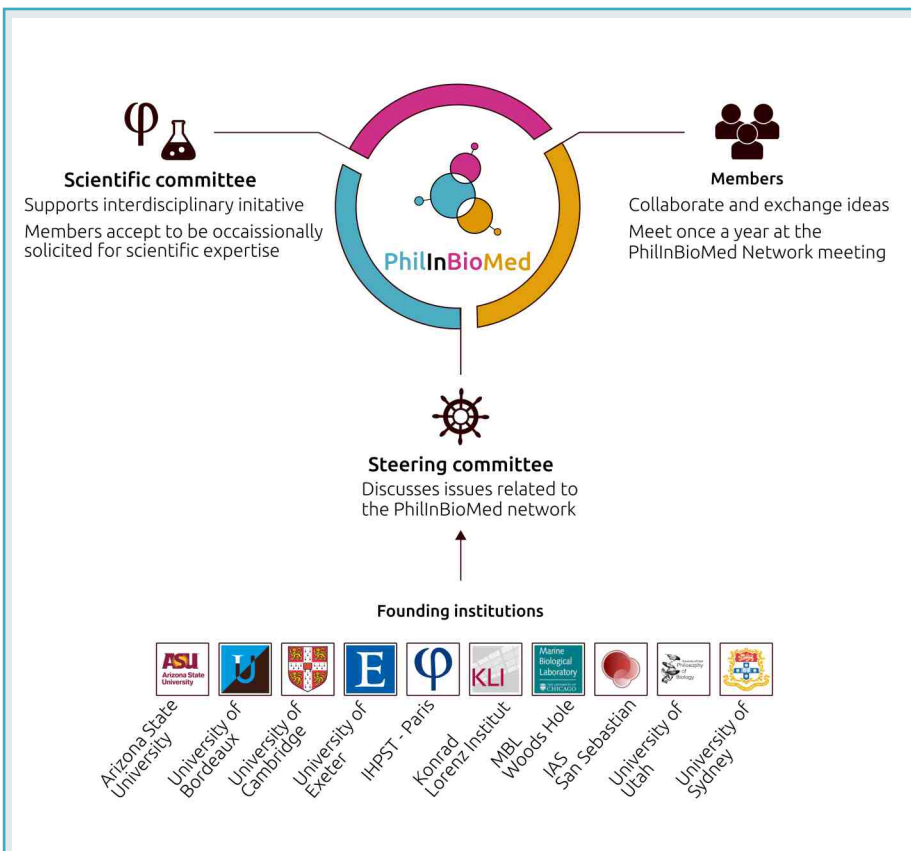 φ
Scientific committee
Supports interdisciplinary initative
Members accept to be occaissionally
solicited for scientific expertise
PhilInBioMed
Members
Collaborate and exchange ideas
Meet once a year at the
PhilInBioMed Network meeting
Steering committee
Discusses issues related to
the PhilInBioMed network
Founding institutions
ASU
Arizona State
University
U
E
φ
KLI
Marine
Biological
Laboratory
CHICAGO
Philosophy
of
Biology
Arizona State
University
University of
Bordeaux
University of
Cambridge
University of
Exeter
IHPST - Paris
Konrad
Lorenz Institut
MBL
Woods Hole
IAS
San Sebastian
University of
Utah
University of
Sydney